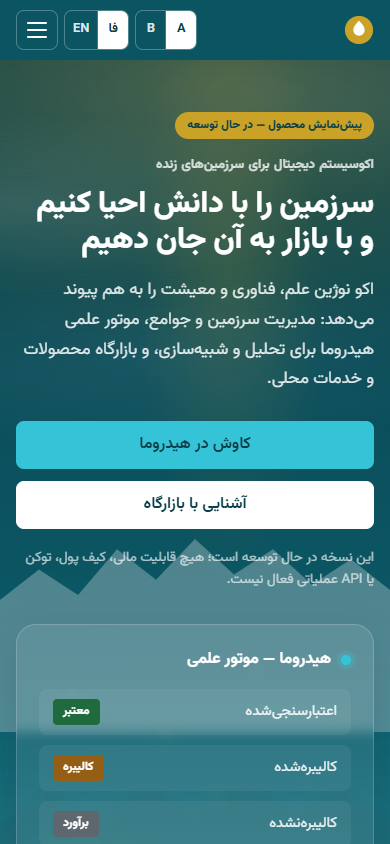 A
B
فا
EN
پیش‌نمایش محصول — در حال توسعه
اکوسیستم دیجیتال برای سرزمین‌های زنده
سرزمین را با دانش احیا کنیم
و با بازار به آن جان دهیم
اکو نوژین علم، فناوری و معیشت را به هم پیوند
می‌دهد: مدیریت سرزمین و جوامع، موتور علمی
هیدروما برای تحلیل و شبیه‌سازی، و بازارگاه محصولات
و خدمات محلی.
کاوش در هیدروما
آشنایی با بازارگاه
این نسخه در حال توسعه است؛ هیچ قابلیت مالی، کیف پول، توکن
یا API عملیاتی فعال نیست.
هیدروما — موتور علمی
اعتبارسنجی‌شده
معتبر
کالیبره‌شده
کالیبره
کالیبره‌نشده
برآورد